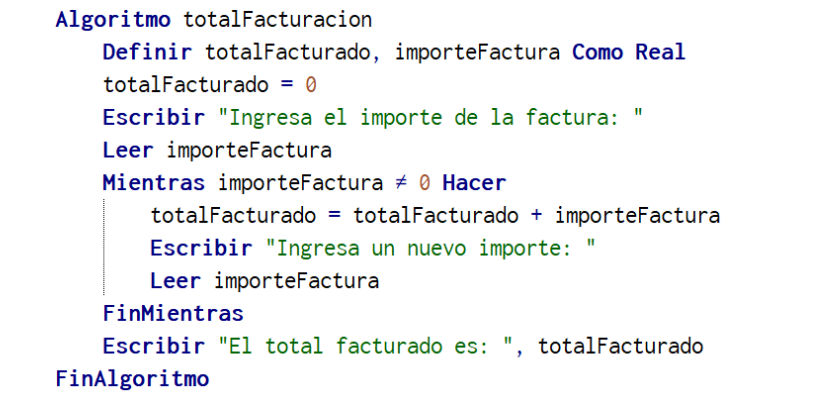 Algoritmo totalFacturacion
Definir totalFacturado, importeFactura Como Real
totalFacturado = 0
Escribir "Ingresa el importe de la factura: "
Leer importeFactura
Mientras importeFactura ≠ 0 Hacer
totalFacturado = totalFacturado + importeFactura
Escribir "Ingresa un nuevo importe: "
Leer importeFactura
FinMientras
Escribir "El total facturado es: ", totalFacturado
FinAlgoritmo